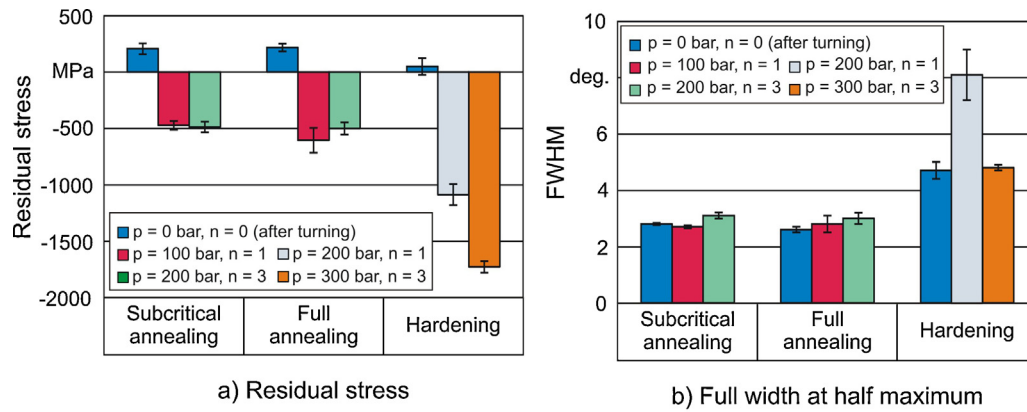 500
MPa
0
-500
-1000
-1500
-2000
Residual stress
p = 0 bar, n = 0 (after turning)
p = 100 bar, n = 1
p = 200 bar, n = 1
p = 200 bar, n = 3
p = 300 bar, n = 3
Subcritical annealing
Full annealing
Hardening
a) Residual stress
10
deg.
6
4
2
0
FWHM
p = 0 bar, n = 0 (after turning)
p = 100 bar, n = 1
p = 200 bar, n = 1
p = 200 bar, n = 3
p = 300 bar, n = 3
Subcritical annealing
Full annealing
Hardening
b) Full width at half maximum